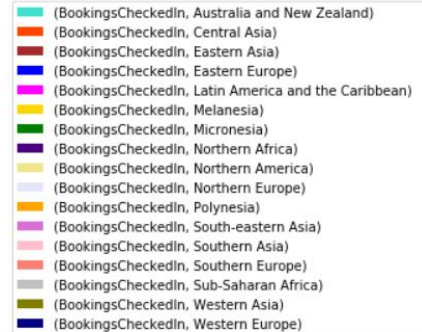 (BookingsCheckedIn, Australia and New Zealand)
(BookingsCheckedIn, Central Asia)
(BookingsCheckedIn, Eastern Asia)
(BookingsCheckedIn, Eastern Europe)
(BookingsCheckedIn, Latin America and the Caribbean)
(BookingsCheckedIn, Melanesia)
(BookingsCheckedIn, Micronesia)
(BookingsCheckedIn, Northern Africa)
(BookingsCheckedIn, Northern America)
(BookingsCheckedIn, Northern Europe)
(BookingsCheckedIn, Polynesia)
(BookingsCheckedIn, South-eastern Asia)
(BookingsCheckedIn, Southern Asia)
(BookingsCheckedIn, Southern Europe)
(BookingsCheckedIn, Sub-Saharan Africa)
(BookingsCheckedIn, Western Asia)
(BookingsCheckedIn, Western Europe)